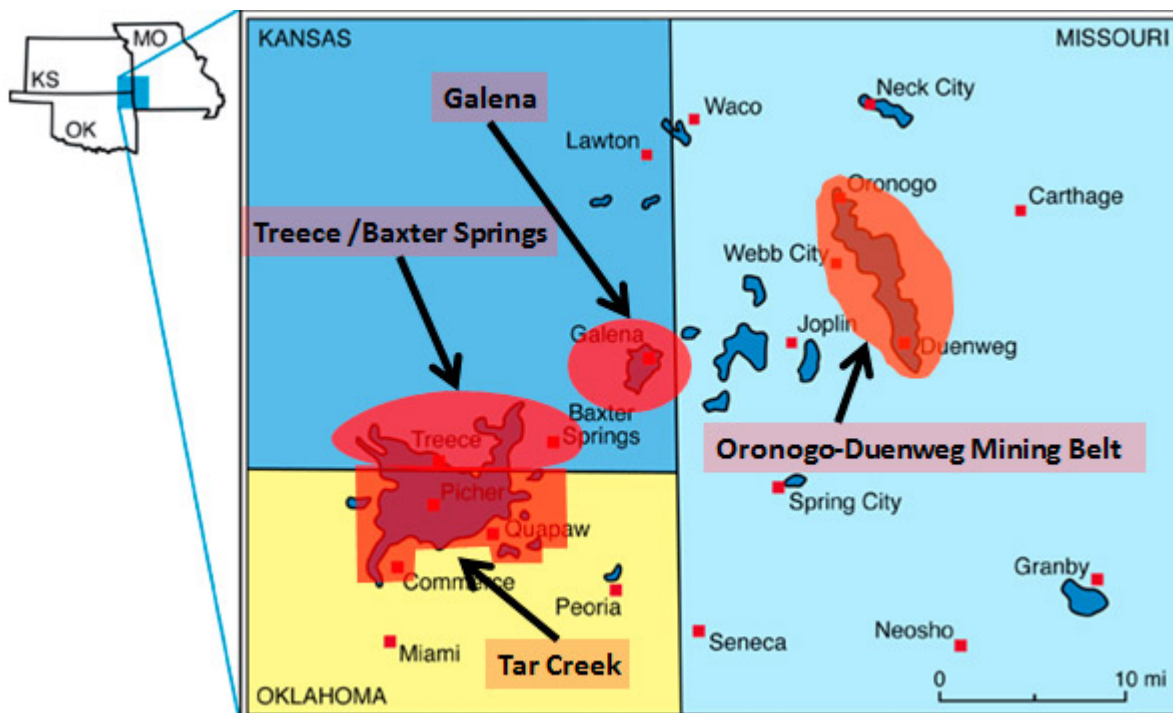 MO
KS
OK
KANSAS
MISSOURI
Galena
Neck City
Waco
Lawton
Oronogo
Carthage
Treece /Baxter Springs
Webb City
Galena
Joplin
Duenweg
Baxter
Springs
Treece
Oronogo-Duenweg Mining Belt
Picher
Spring City
Quapaw
Commerce
Peoria
Granby
Miami
Tar Creek
Seneca
Neosho
OKLAHOMA
0 10 mi